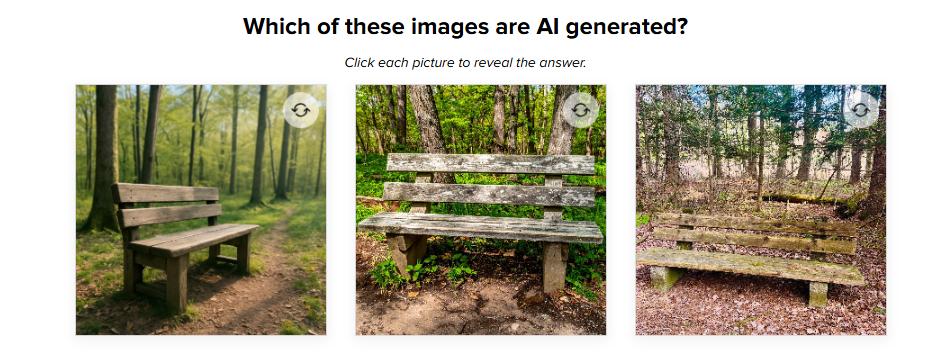 Which of these images are AI generated?
Click each picture to reveal the answer.